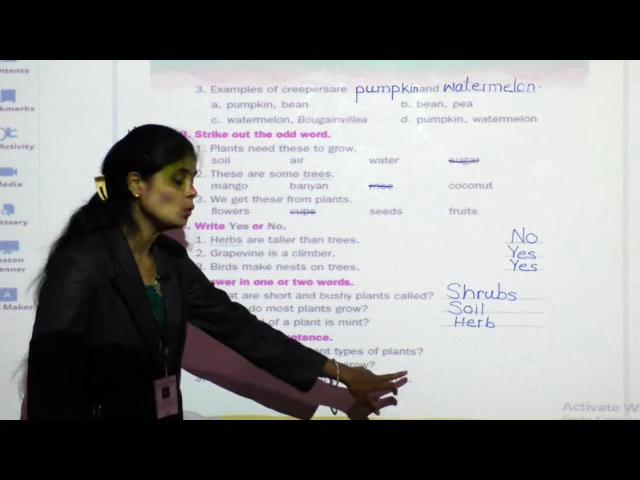 ntents
3. Examples of creepersare pumpkin and watermelon.
okmarks
a. pumpkin, bean b. bean, pea
c. watermelon, Bougainvillea d. pumpkin, watermelon
Activity
B. Strike out the odd word.
1. Plants need these to grow.
soil air water sugar
Media
2. These are some trees.
mango banyan rose coconut
3. We get these from plants.
ossary
flowers cups seeds fruits
Write Yes or No.
1. Herbs are taller than trees. No
esson
2. Grapevine is a climber. Yes
anner
3. Birds make nests on trees. Yes
swer in one or two words.
at are short and bushy plants called? Shrubs
t Maker
do most plants grow? Soil
d of a plant is mint? Herb
ntence.
nt types of plants?
grow?
Activate W